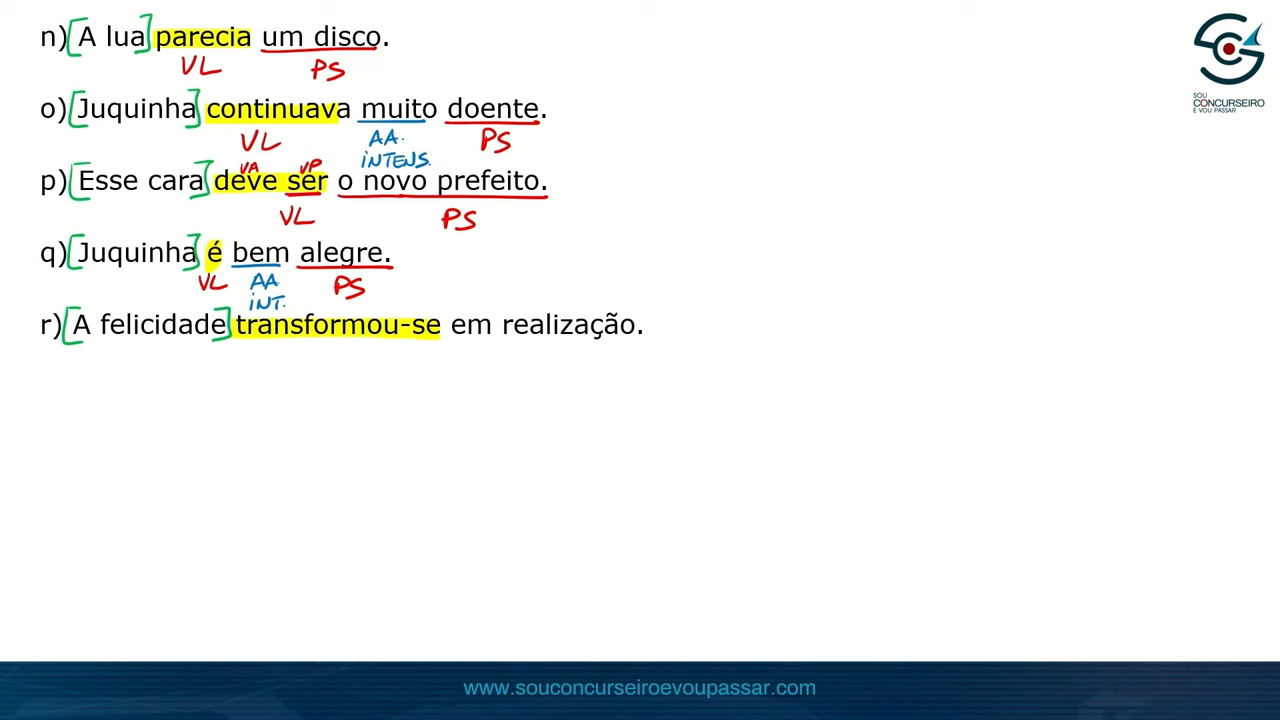 n) [A lua] parecia um disco.
VL PS
o) [Juquinha] continuava muito doente.
VL AA. PS
INTENS.
VA VP
p) [Esse cara] deve ser o novo prefeito.
VL PS
q) [Juquinha] é bem alegre.
VL AA PS
INT.
r) [A felicidade] transformou-se em realização.
SOU
CONCURSEIRO
E VOU PASSAR
www.souconcurseiroevoupassar.com